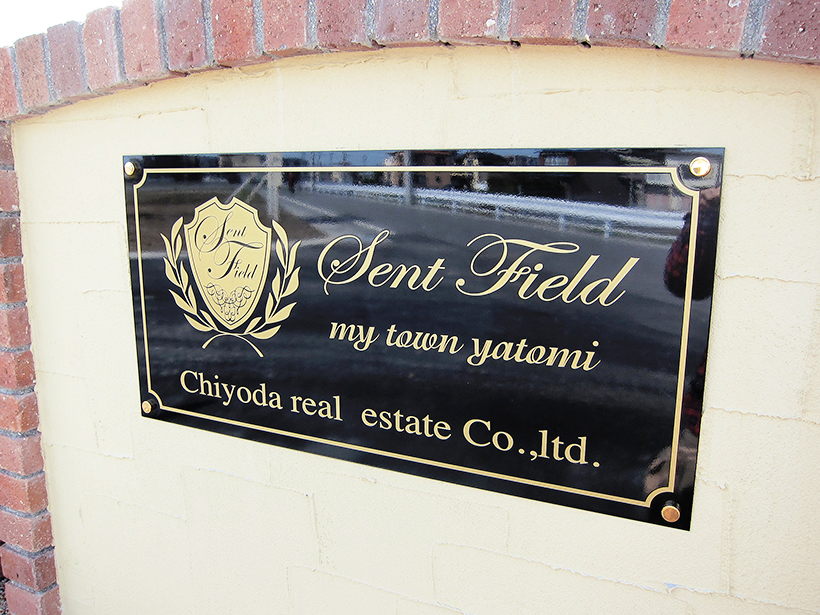 Sent
Field
Sent Field
my town yatomi
Chiyoda real estate Co.,ltd.